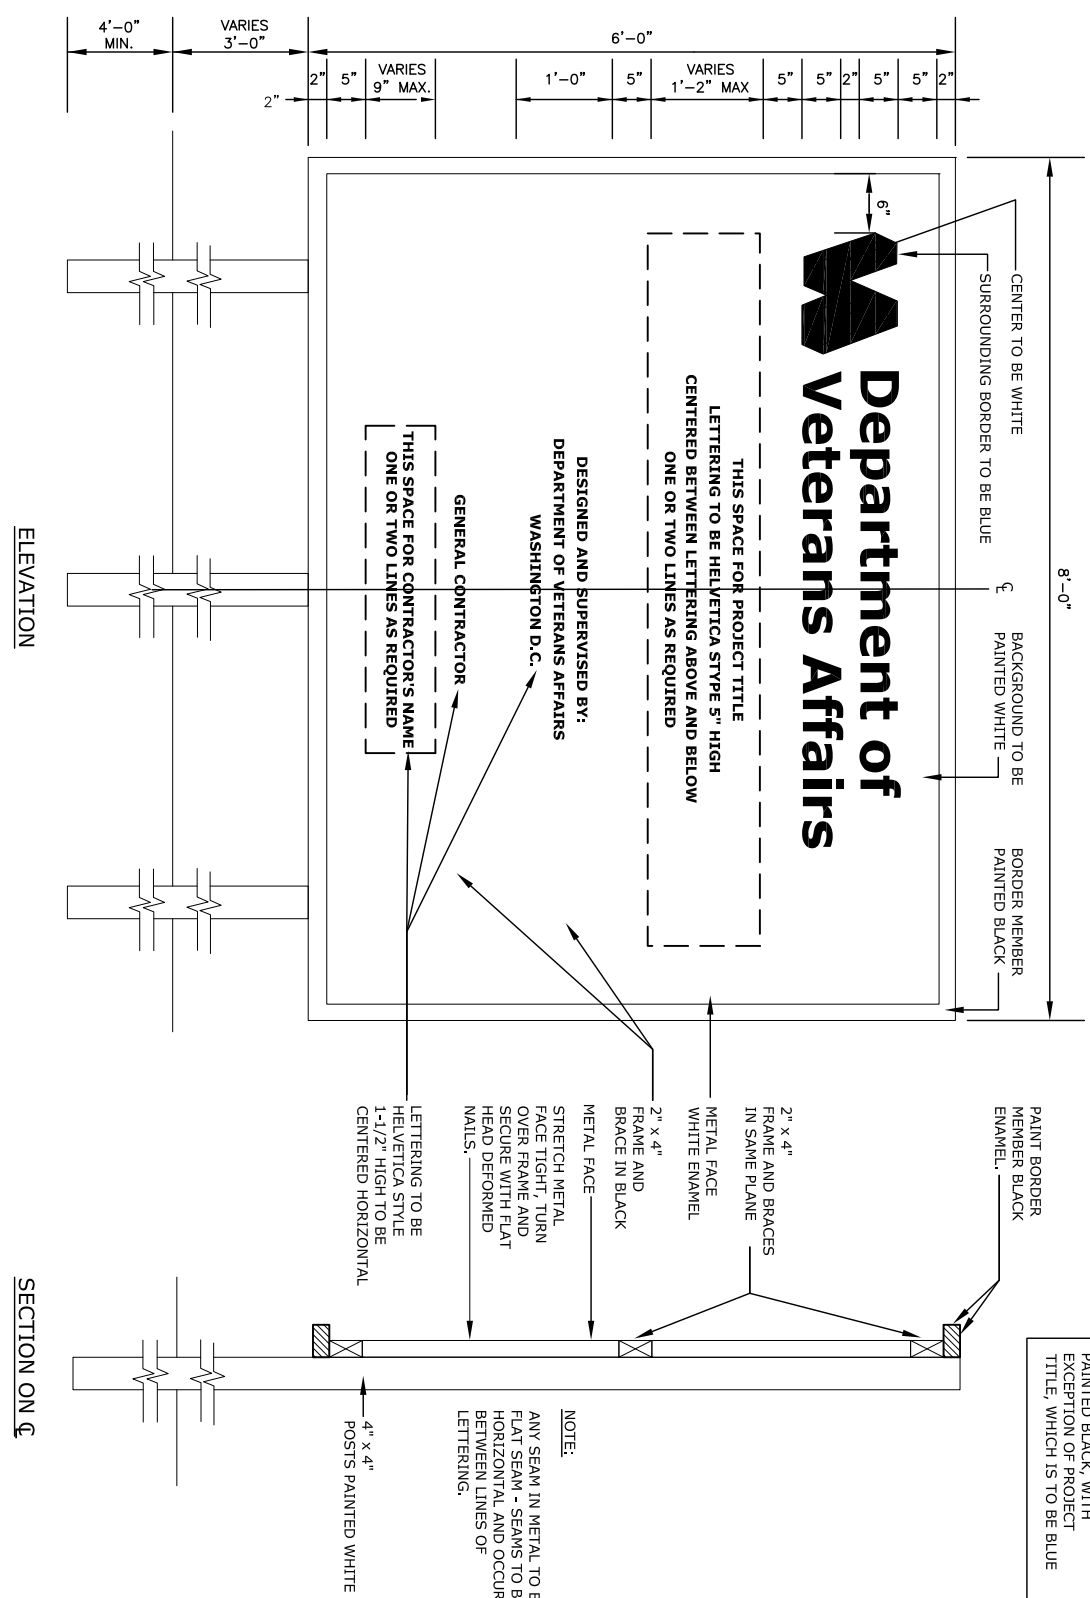 4'-0"
MIN.
VARIES
3'-0"
6'-0"
2"
2"
5"
VARIES
9" MAX.
1'-0"
5"
VARIES
1'-2" MAX
5"
5"
2"
5"
5"
2"
8'-0"
6"
CENTER TO BE WHITE
SURROUNDING BORDER TO BE BLUE
BACKGROUND TO BE
PAINTED WHITE
BORDER MEMBER
PAINTED BLACK
Department of
Veterans Affairs
THIS SPACE FOR PROJECT TITLE
LETTERING TO BE HELVETICA STYPE 5" HIGH
CENTERED BETWEEN LETTERING ABOVE AND BELOW
ONE OR TWO LINES AS REQUIRED
DESIGNED AND SUPERVISED BY:
DEPARTMENT OF VETERANS AFFAIRS
WASHINGTON D.C.
GENERAL CONTRACTOR
THIS SPACE FOR CONTRACTOR'S NAME
ONE OR TWO LINES AS REQUIRED
ELEVATION
PAINT BORDER
MEMBER BLACK
ENAMEL.
2" x 4"
FRAME AND BRACES
IN SAME PLANE
METAL FACE
WHITE ENAMEL
2" x 4"
FRAME AND
BRACE IN BLACK
METAL FACE
STRETCH METAL
FACE TIGHT, TURN
OVER FRAME AND
SECURE WITH FLAT
HEAD DEFORMED
NAILS.
LETTERING TO BE
HELVETICA STYLE
1-1/2" HIGH TO BE
CENTERED HORIZONTAL
PAINTED BLACK, WITH
EXCEPTION OF PROJECT
TITLE, WHICH IS TO BE BLUE
NOTE:
ANY SEAM IN METAL TO
FLAT SEAM - SEAMS TO
HORIZONTAL AND OCCUR
BETWEEN LINES OF
LETTERING.
4" x 4"
POSTS PAINTED WHITE
SECTION ON ℄